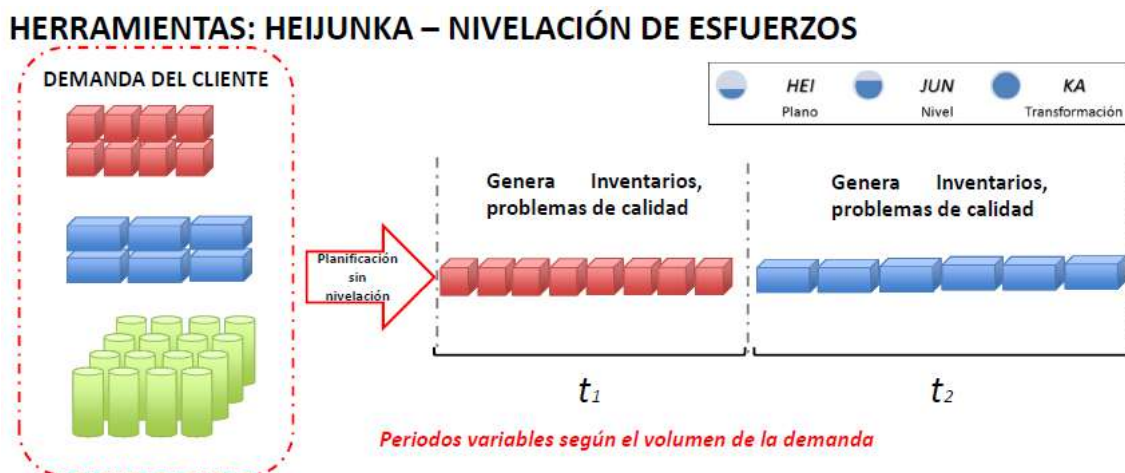 HERRAMIENTAS: HEIJUNKA – NIVELACIÓN DE ESFUERZOS
DEMANDA DEL CLIENTE
HEI JUN KA
Plano Nivel Transformación
Genera Inventarios,
problemas de calidad
Genera Inventarios,
problemas de calidad
Planificación
sin
nivelación
t1
t2
Periodos variables según el volumen de la demanda